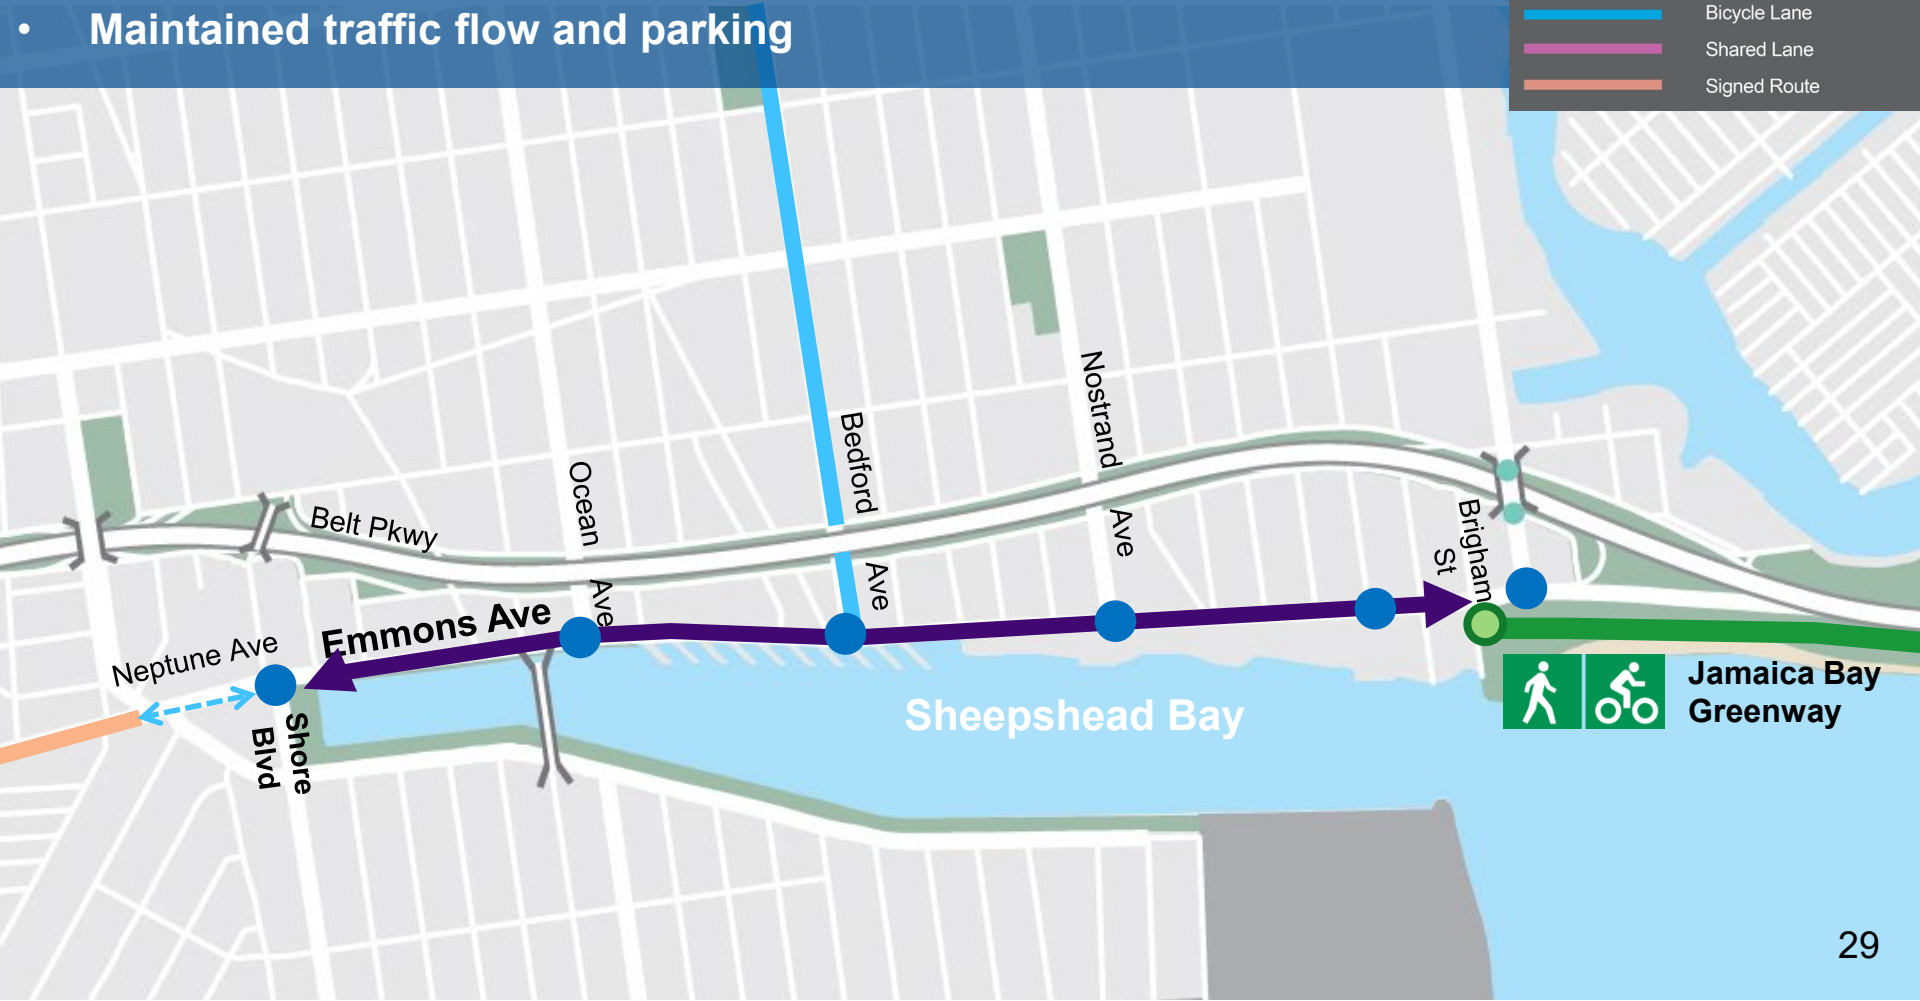 • Maintained traffic flow and parking
Bicycle Lane
Shared Lane
Signed Route
Nostrand
Ave
Bedford
Ave
Ocean
Ave
Belt Pkwy
Brigham
St
Emmons Ave
Neptune Ave
Shore
Blvd
Sheepshead Bay
Jamaica Bay
Greenway
29